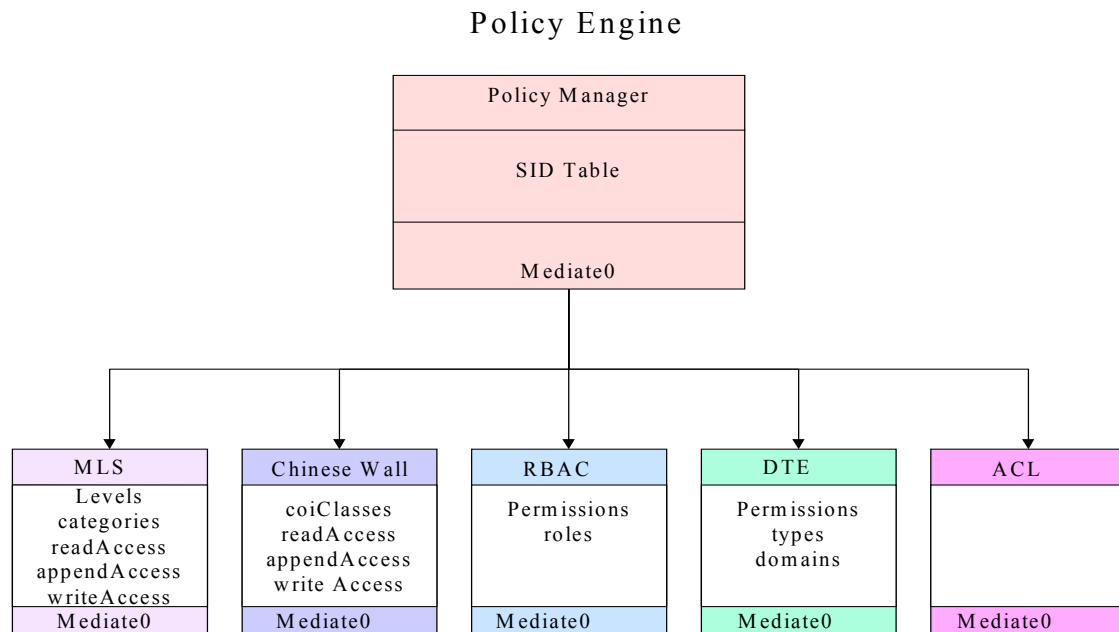 Policy Engine
Policy Manager
SID Table
Mediate0
MLS
Levels
categories
readAccess
appendAccess
writeAccess
Mediate0
Chinese Wall
coiClasses
readAccess
appendAccess
write Access
Mediate0
RBAC
Permissions
roles
Mediate0
DTE
Permissions
types
domains
Mediate0
ACL
Mediate0